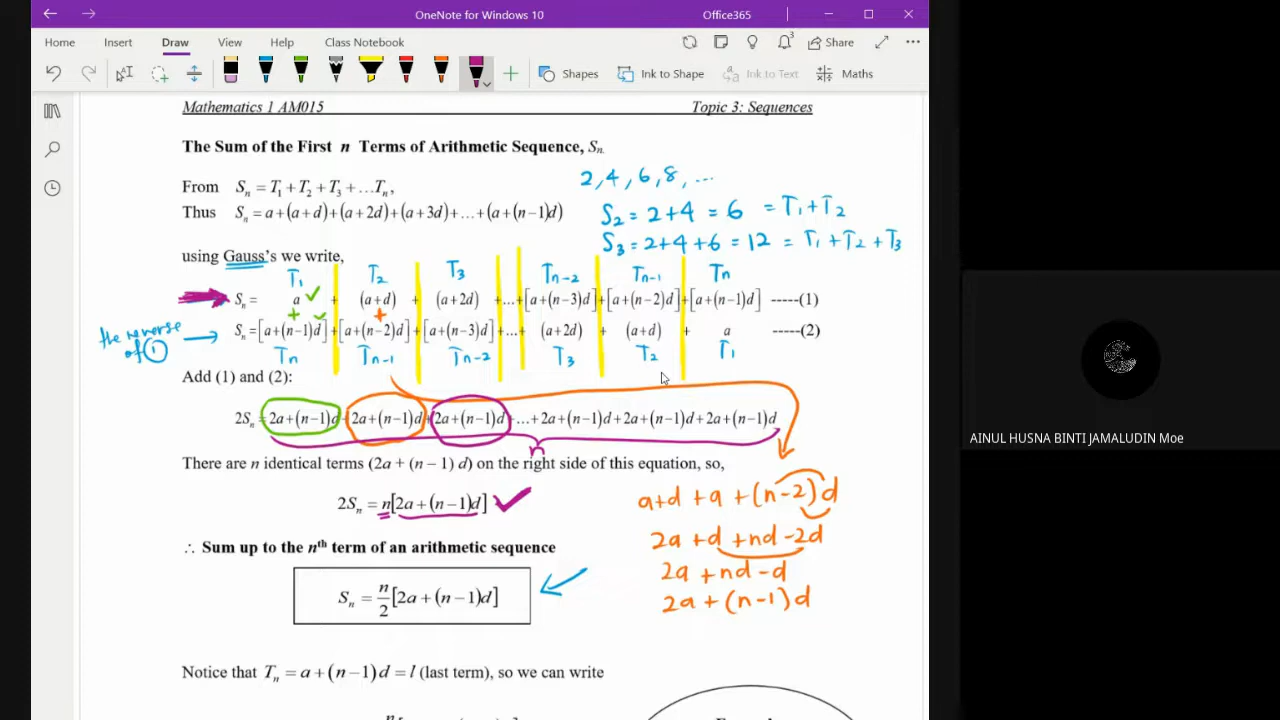 OneNote for Windows 10
Office365
Home Insert Draw View Help Class Notebook
3
Share
Shapes Ink to Shape Ink to Text Maths
Mathematics 1 AM015 Topic 3: Sequences
The Sum of the First n Terms of Arithmetic Sequence, Sₙ.
2, 4, 6, 8, ...
From Sₙ = T₁ + T₂ + T₃ + …Tₙ,
Thus Sₙ = a + (a + d) + (a + 2d) + (a + 3d) + … + (a + (n − 1)d)
S₂ = 2 + 4 = 6 = T₁ + T₂
S₃ = 2 + 4 + 6 = 12 = T₁ + T₂ + T₃
using Gauss's we write,
T₁ T₂ T₃ Tₙ₋₂ Tₙ₋₁ Tₙ
Sₙ = a + (a + d) + (a + 2d) + … + [a + (n − 3)d] + [a + (n − 2)d] + [a + (n − 1)d] -----(1)
+ +
the reverse of ①
Sₙ = [a + (n − 1)d] + [a + (n − 2)d] + [a + (n − 3)d] + … + (a + 2d) + (a + d) + a -----(2)
Tₙ Tₙ₋₁ Tₙ₋₂ T₃ T₂ T₁
Add (1) and (2):
2Sₙ = 2a + (n − 1)d + 2a + (n − 1)d + 2a + (n − 1)d + … + 2a + (n − 1)d + 2a + (n − 1)d + 2a + (n − 1)d
n
There are n identical terms (2a + (n − 1) d) on the right side of this equation, so,
2Sₙ = n[2a + (n − 1)d]
a + d + a + (n − 2)d
2a + d + nd − 2d
2a + nd − d
2a + (n − 1)d
∴ Sum up to the nᵗʰ term of an arithmetic sequence
Sₙ = n/2 [2a + (n − 1)d]
Notice that Tₙ = a + (n − 1)d = l (last term), so we can write
AINUL HUSNA BINTI JAMALUDIN Moe